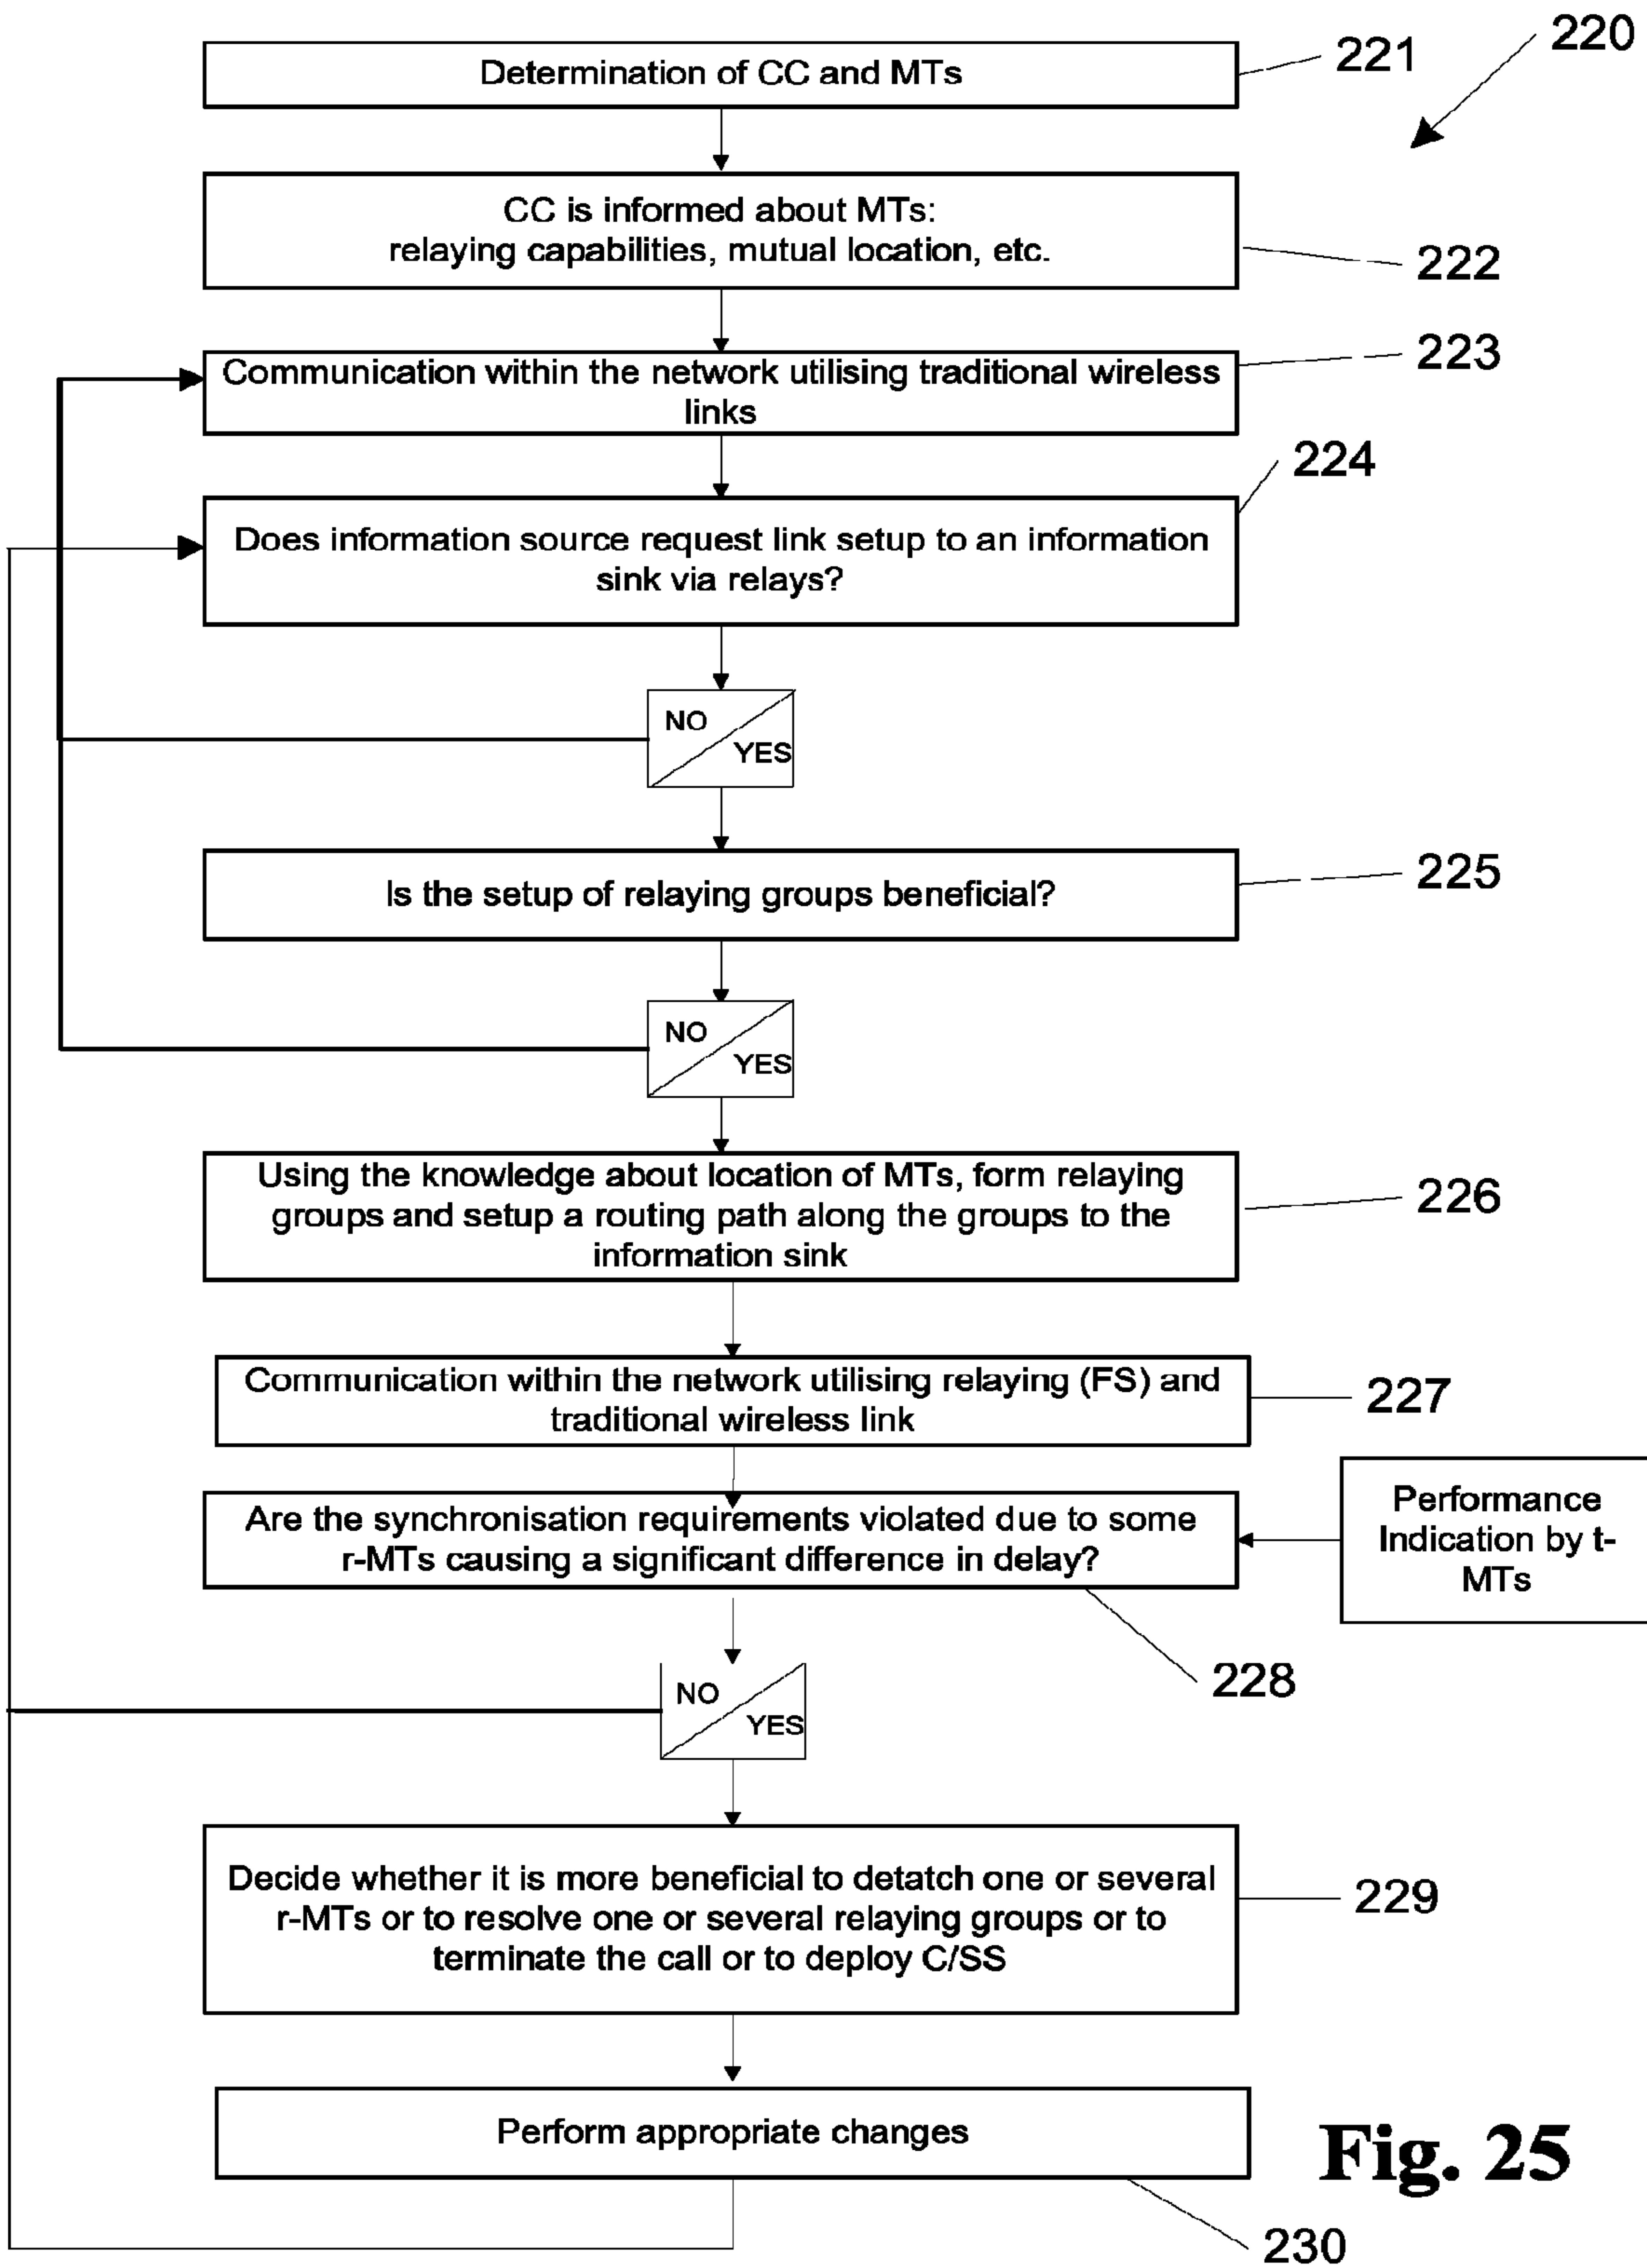 220
Determination of CC and MTs
221
CC is informed about MTs:
relaying capabilities, mutual location, etc.
222
Communication within the network utilising traditional wireless
links
223
224
Does information source request link setup to an information
sink via relays?
NO
YES
Is the setup of relaying groups beneficial?
225
NO
YES
Using the knowledge about location of MTs, form relaying
groups and setup a routing path along the groups to the
information sink
226
Communication within the network utilising relaying (FS) and
traditional wireless link
227
Are the synchronisation requirements violated due to some
r-MTs causing a significant difference in delay?
Performance
Indication by t-
MTs
228
NO
YES
Decide whether it is more beneficial to detatch one or several
r-MTs or to resolve one or several relaying groups or to
terminate the call or to deploy C/SS
229
Perform appropriate changes
Fig. 25
230